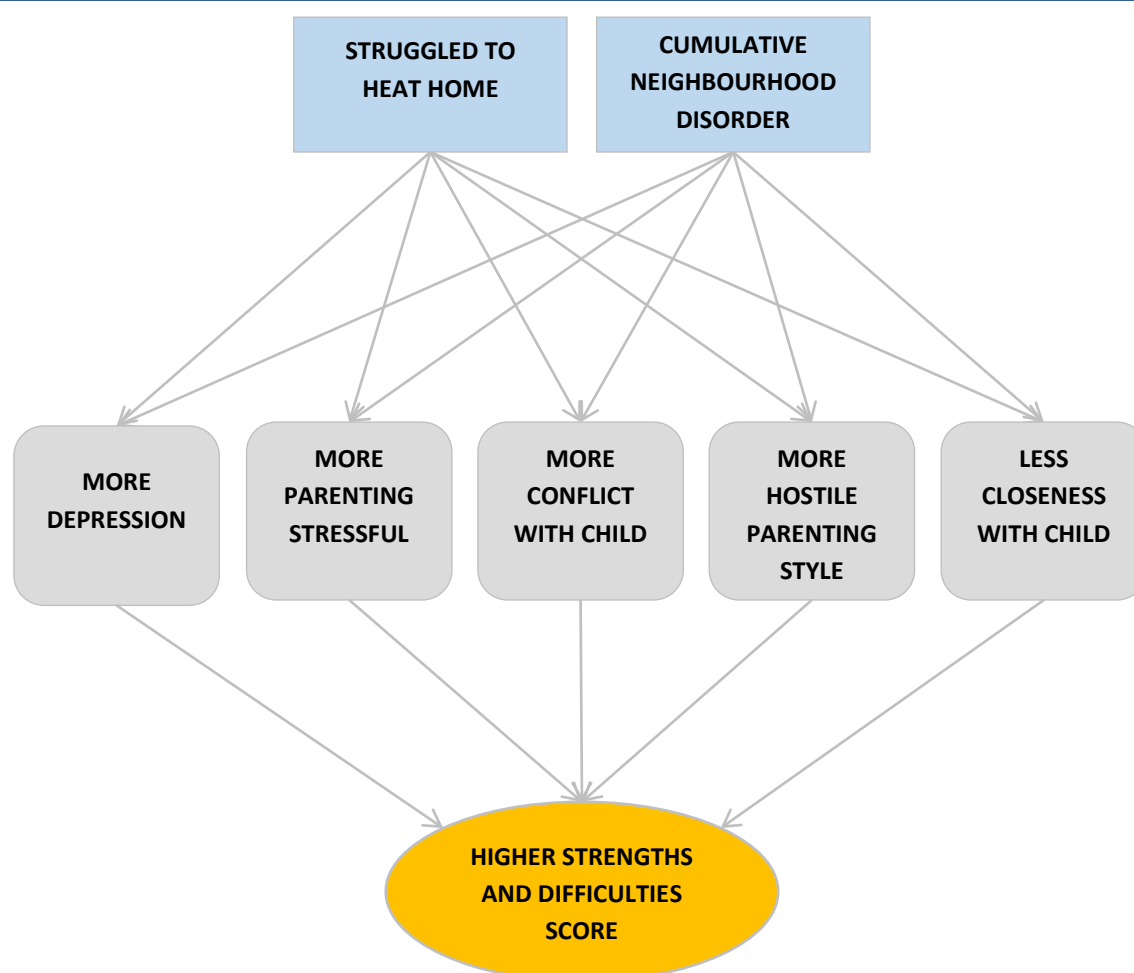 STRUGGLED TO
HEAT HOME
CUMULATIVE
NEIGHBOURHOOD
DISORDER
MORE
DEPRESSION
MORE
PARENTING
STRESSFUL
MORE
CONFLICT
WITH CHILD
MORE
HOSTILE
PARENTING
STYLE
LESS
CLOSENESS
WITH CHILD
HIGHER STRENGTHS
AND DIFFICULTIES
SCORE